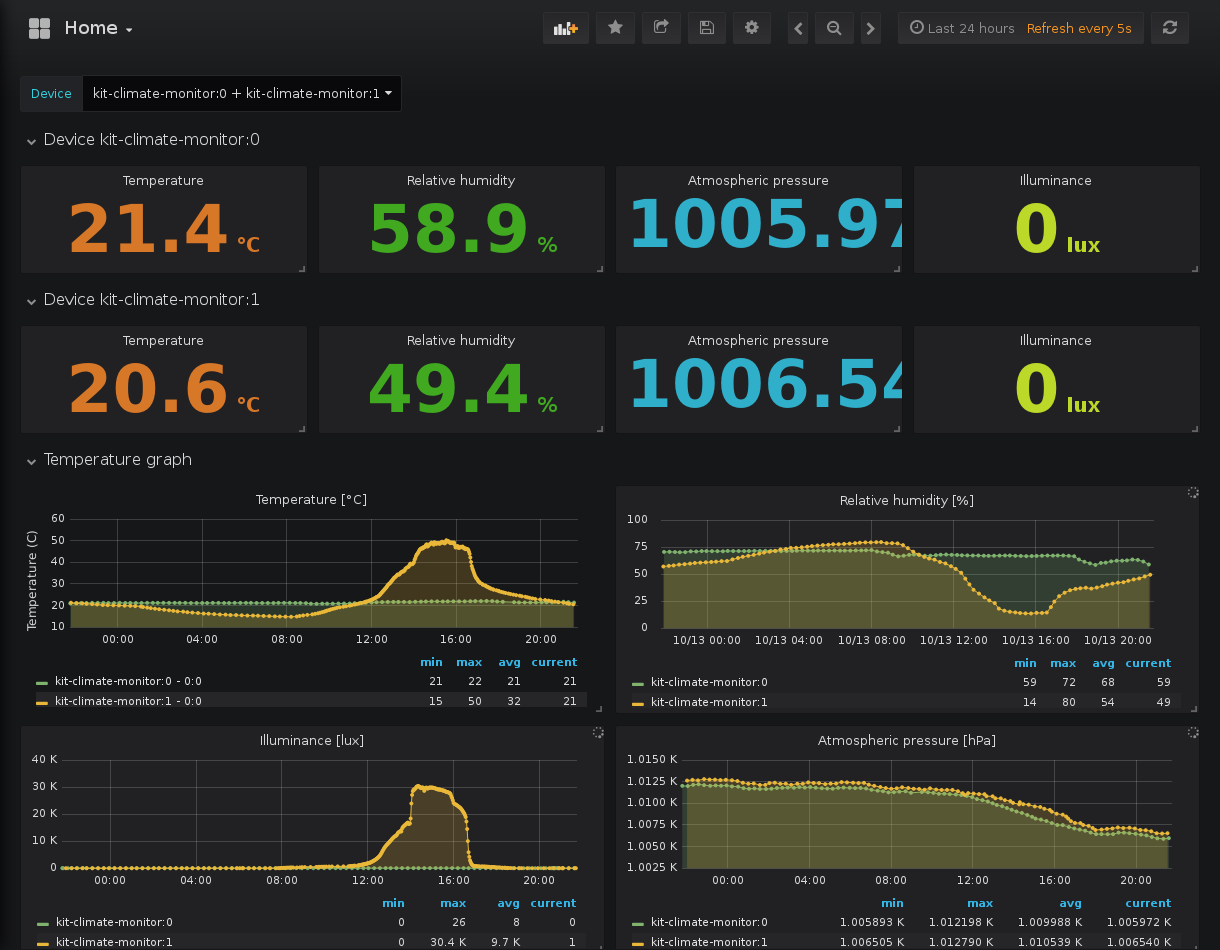 Home
Last 24 hours Refresh every 5s
Device kit-climate-monitor:0 + kit-climate-monitor:1
Device kit-climate-monitor:0
Temperature Relative humidity Atmospheric pressure Illuminance
21.4 °C 58.9 % 1005.97 0 lux
Device kit-climate-monitor:1
Temperature Relative humidity Atmospheric pressure Illuminance
20.6 °C 49.4 % 1006.54 0 lux
Temperature graph
Temperature [°C]
Temperature (C)
60
50
40
30
20
10
00:00 04:00 08:00 12:00 16:00 20:00
min max avg current
kit-climate-monitor:0 - 0:0 21 22 21 21
kit-climate-monitor:1 - 0:0 15 50 32 21
Relative humidity [%]
100
75
50
25
0
10/13 00:00 10/13 04:00 10/13 08:00 10/13 12:00 10/13 16:00 10/13 20:00
min max avg current
kit-climate-monitor:0 59 72 68 59
kit-climate-monitor:1 14 80 54 49
Illuminance [lux]
40 K
30 K
20 K
10 K
0
00:00 04:00 08:00 12:00 16:00 20:00
min max avg current
kit-climate-monitor:0 0 26 8 0
kit-climate-monitor:1 0 30.4 K 9.7 K 1
Atmospheric pressure [hPa]
1.0150 K
1.0125 K
1.0100 K
1.0075 K
1.0050 K
1.0025 K
00:00 04:00 08:00 12:00 16:00 20:00
min max avg current
kit-climate-monitor:0 1.005893 K 1.012198 K 1.009988 K 1.005972 K
kit-climate-monitor:1 1.006505 K 1.012790 K 1.010539 K 1.006540 K